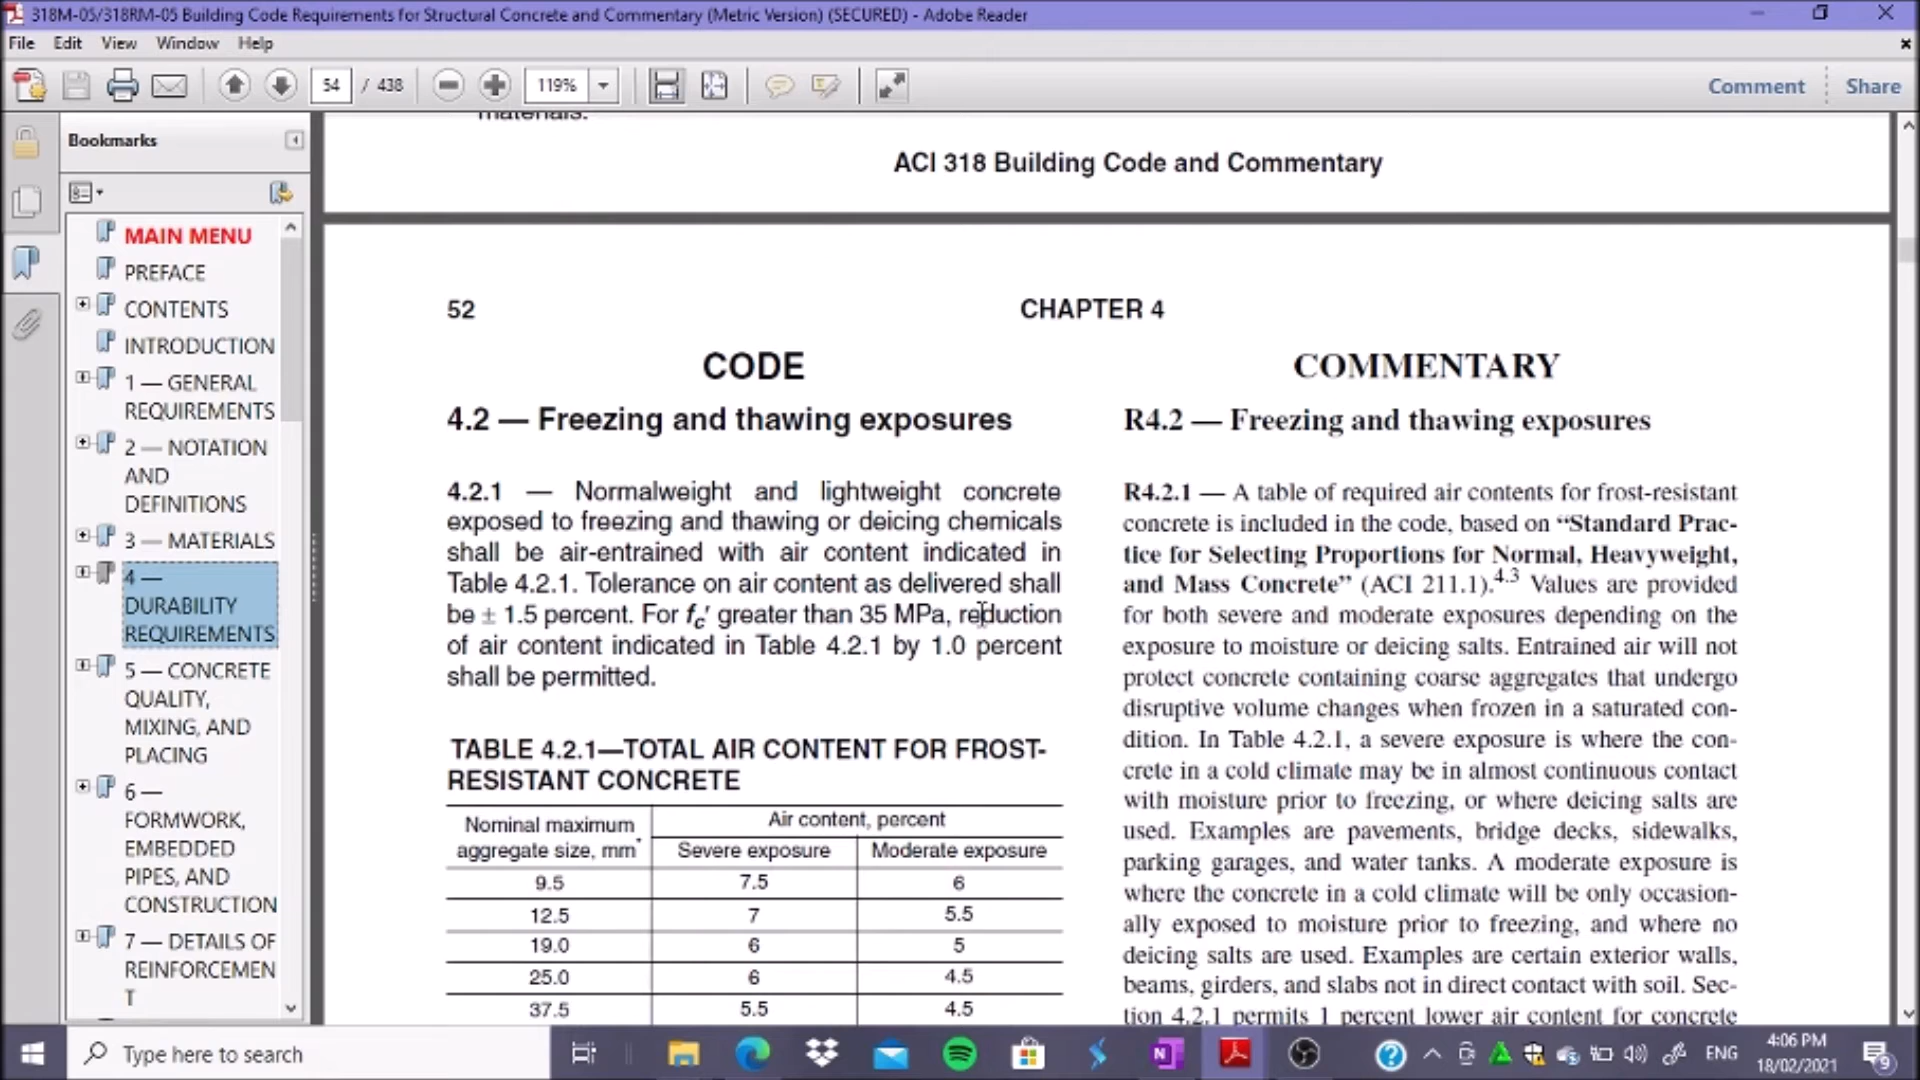 318M-05/318RM-05 Building Code Requirements for Structural Concrete and Commentary (Metric Version) (SECURED) - Adobe Reader
File Edit View Window Help
54 / 438 119% Comment Share
Bookmarks
MAIN MENU
PREFACE
CONTENTS
INTRODUCTION
1 — GENERAL
REQUIREMENTS
2 — NOTATION
AND
DEFINITIONS
3 — MATERIALS
4 —
DURABILITY
REQUIREMENTS
5 — CONCRETE
QUALITY,
MIXING, AND
PLACING
6 —
FORMWORK,
EMBEDDED
PIPES, AND
CONSTRUCTION
7 — DETAILS OF
REINFORCEMEN
T
materials.
ACI 318 Building Code and Commentary
52 CHAPTER 4
CODE
4.2 — Freezing and thawing exposures
4.2.1 — Normalweight and lightweight concrete
exposed to freezing and thawing or deicing chemicals
shall be air-entrained with air content indicated in
Table 4.2.1. Tolerance on air content as delivered shall
be ± 1.5 percent. For fc′ greater than 35 MPa, reduction
of air content indicated in Table 4.2.1 by 1.0 percent
shall be permitted.
TABLE 4.2.1—TOTAL AIR CONTENT FOR FROST-
RESISTANT CONCRETE
Nominal maximum
aggregate size, mm*
Air content, percent
Severe exposure Moderate exposure
9.5 7.5 6
12.5 7 5.5
19.0 6 5
25.0 6 4.5
37.5 5.5 4.5
COMMENTARY
R4.2 — Freezing and thawing exposures
R4.2.1 — A table of required air contents for frost-resistant
concrete is included in the code, based on “Standard Prac-
tice for Selecting Proportions for Normal, Heavyweight,
and Mass Concrete” (ACI 211.1).4.3 Values are provided
for both severe and moderate exposures depending on the
exposure to moisture or deicing salts. Entrained air will not
protect concrete containing coarse aggregates that undergo
disruptive volume changes when frozen in a saturated con-
dition. In Table 4.2.1, a severe exposure is where the con-
crete in a cold climate may be in almost continuous contact
with moisture prior to freezing, or where deicing salts are
used. Examples are pavements, bridge decks, sidewalks,
parking garages, and water tanks. A moderate exposure is
where the concrete in a cold climate will be only occasion-
ally exposed to moisture prior to freezing, and where no
deicing salts are used. Examples are certain exterior walls,
beams, girders, and slabs not in direct contact with soil. Sec-
tion 4.2.1 permits 1 percent lower air content for concrete
Type here to search
ENG
4:06 PM
18/02/2021
9